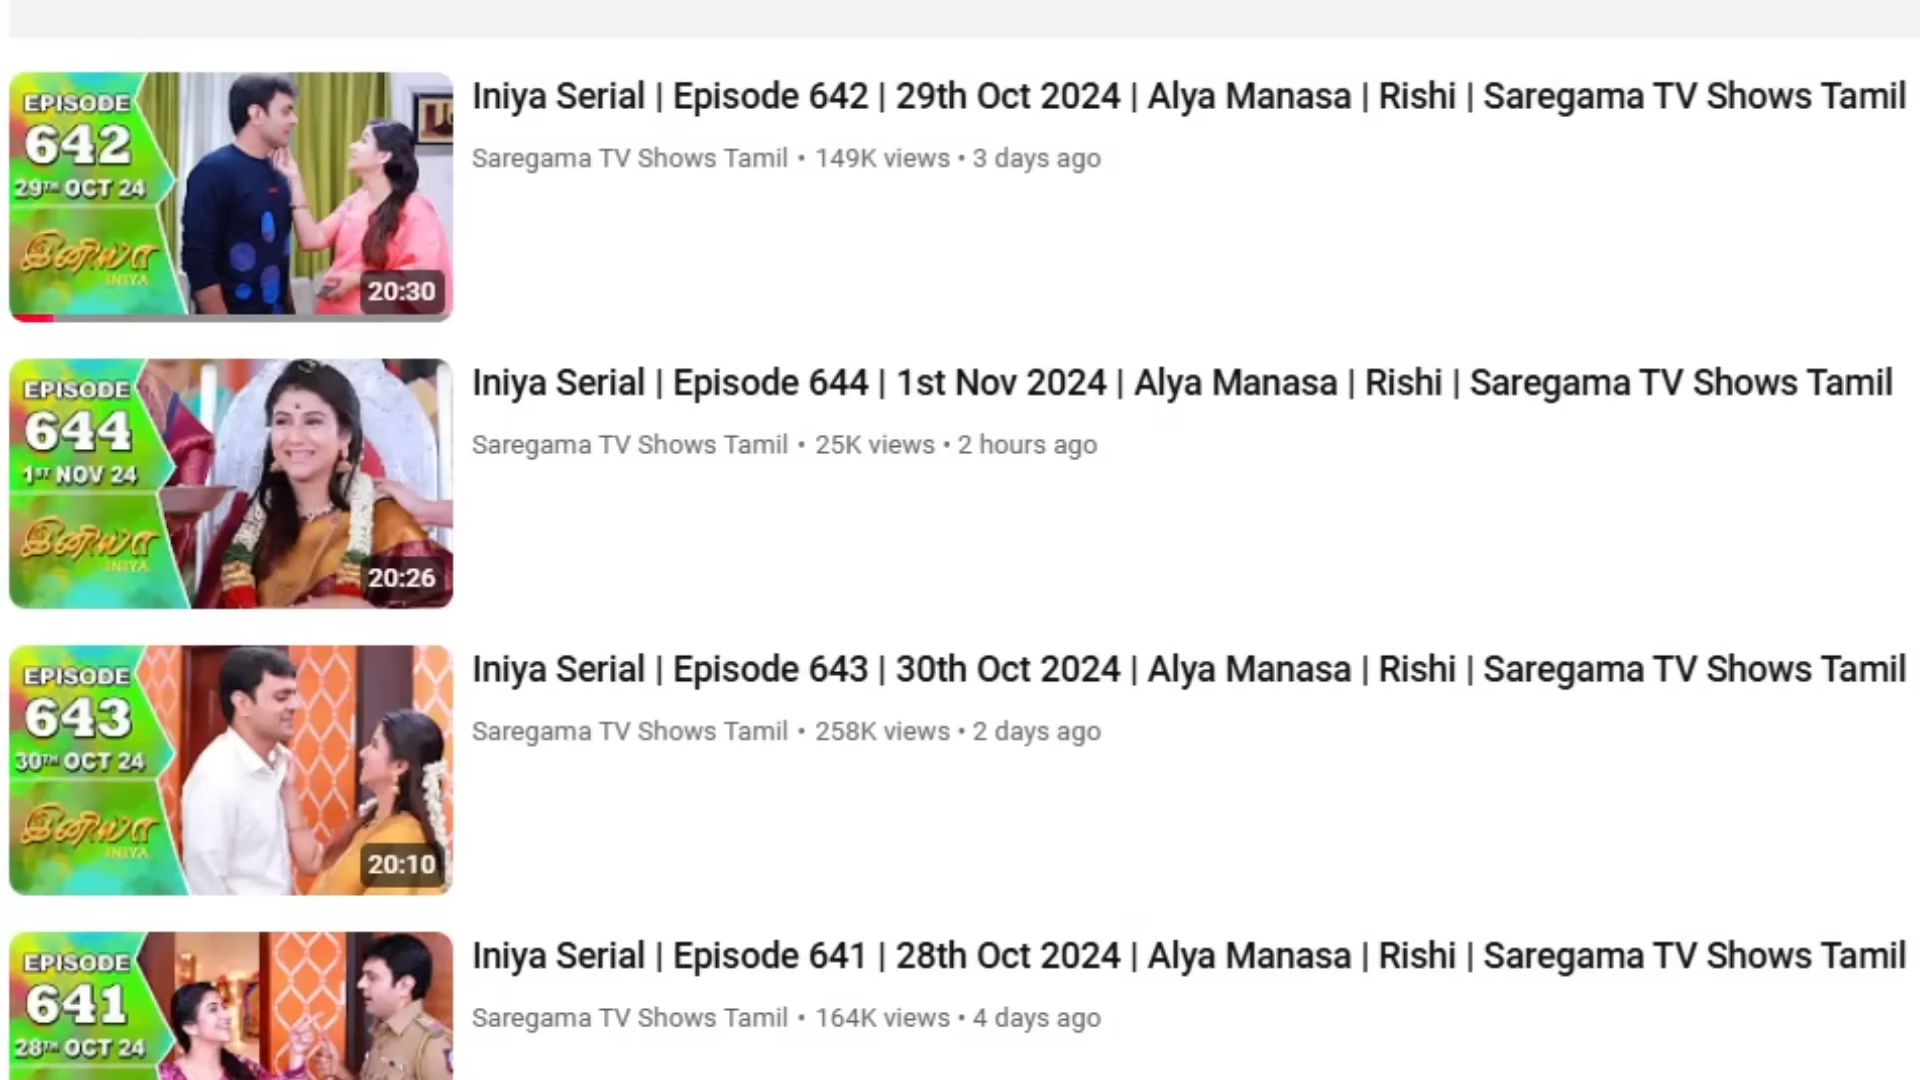 EPISODE
642
29TH OCT 24
இனியா
INIYA
20:30
Iniya Serial | Episode 642 | 29th Oct 2024 | Alya Manasa | Rishi | Saregama TV Shows Tamil
Saregama TV Shows Tamil • 149K views • 3 days ago
EPISODE
644
1ST NOV 24
இனியா
INIYA
20:26
Iniya Serial | Episode 644 | 1st Nov 2024 | Alya Manasa | Rishi | Saregama TV Shows Tamil
Saregama TV Shows Tamil • 25K views • 2 hours ago
EPISODE
643
30TH OCT 24
இனியா
INIYA
20:10
Iniya Serial | Episode 643 | 30th Oct 2024 | Alya Manasa | Rishi | Saregama TV Shows Tamil
Saregama TV Shows Tamil • 258K views • 2 days ago
EPISODE
641
28TH OCT 24
Iniya Serial | Episode 641 | 28th Oct 2024 | Alya Manasa | Rishi | Saregama TV Shows Tamil
Saregama TV Shows Tamil • 164K views • 4 days ago